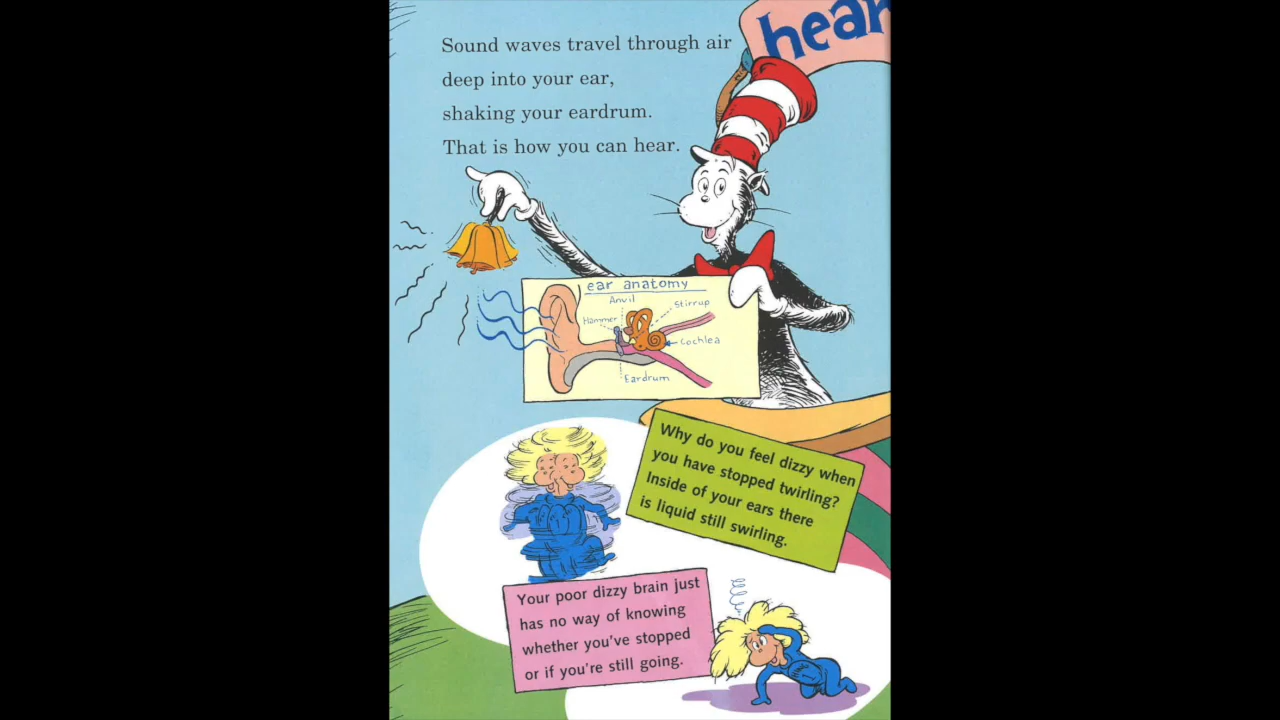 hear
Sound waves travel through air
deep into your ear,
shaking your eardrum.
That is how you can hear.
ear anatomy
Anvil
Stirrup
Hammer
Cochlea
Eardrum
Why do you feel dizzy when
you have stopped twirling?
Inside of your ears there
is liquid still swirling.
Your poor dizzy brain just
has no way of knowing
whether you've stopped
or if you're still going.